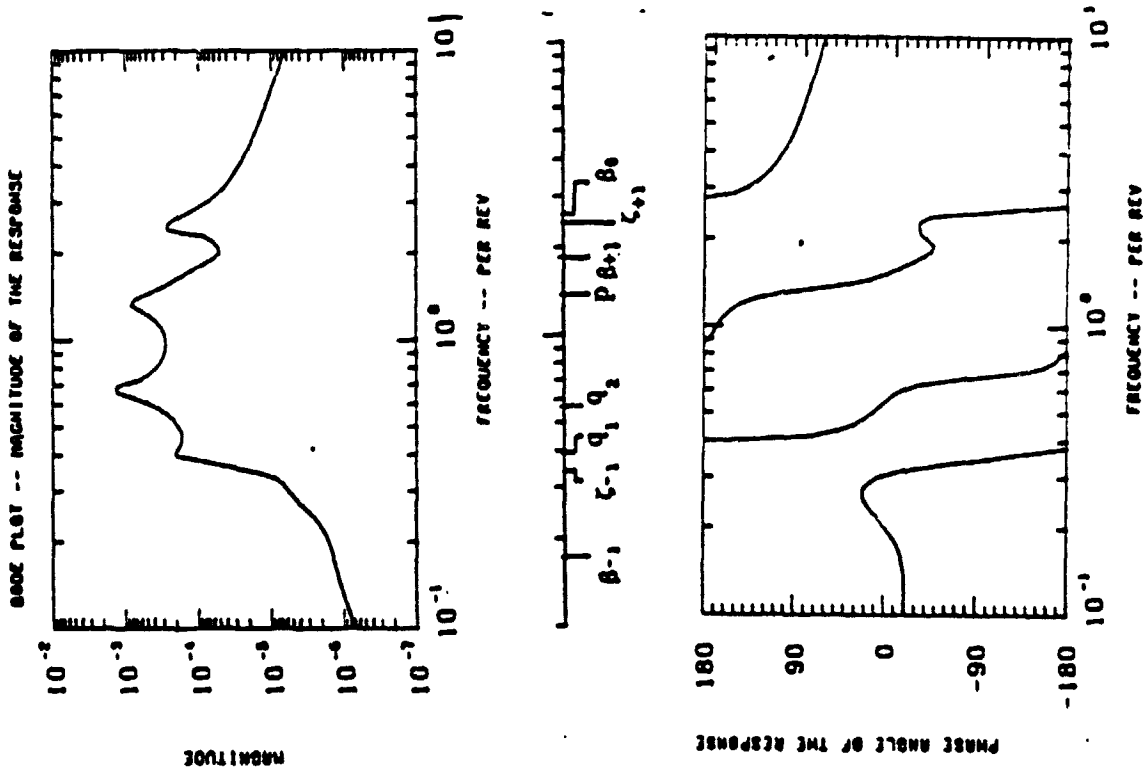 BODE PLOT -- MAGNITUDE OF THE RESPONSE
MAGNITUDE
10⁻²
10⁻³
10⁻⁴
10⁻⁵
10⁻⁶
10⁻⁷
10⁻¹
10⁰
10¹
FREQUENCY -- PER REV
β₋₁
ζ₋₁
q₁
q₂
P
β₊₁
ζ₊₁
β₀
PHASE ANGLE OF THE RESPONSE
180
90
0
-90
-180
10⁻¹
10⁰
10¹
FREQUENCY -- PER REV